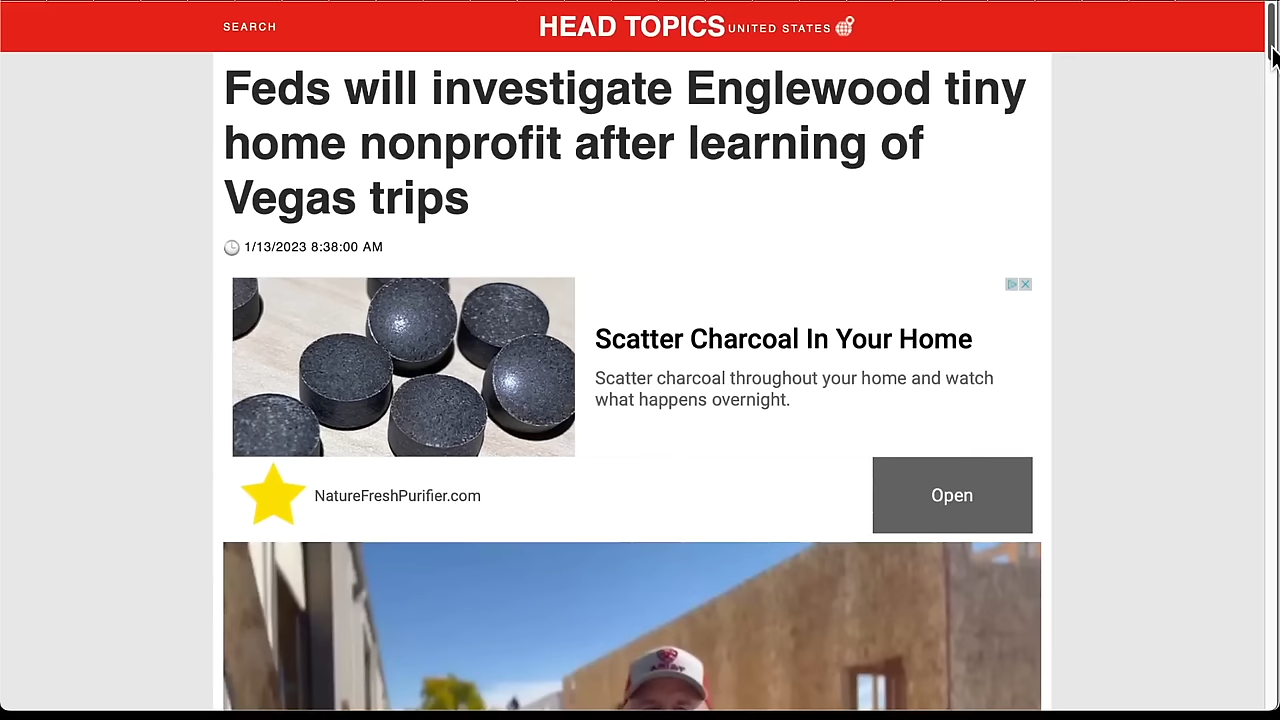 SEARCH
HEAD TOPICS UNITED STATES
Feds will investigate Englewood tiny
home nonprofit after learning of
Vegas trips
1/13/2023 8:38:00 AM
Scatter Charcoal In Your Home
Scatter charcoal throughout your home and watch
what happens overnight.
NatureFreshPurifier.com
Open
ARIAT